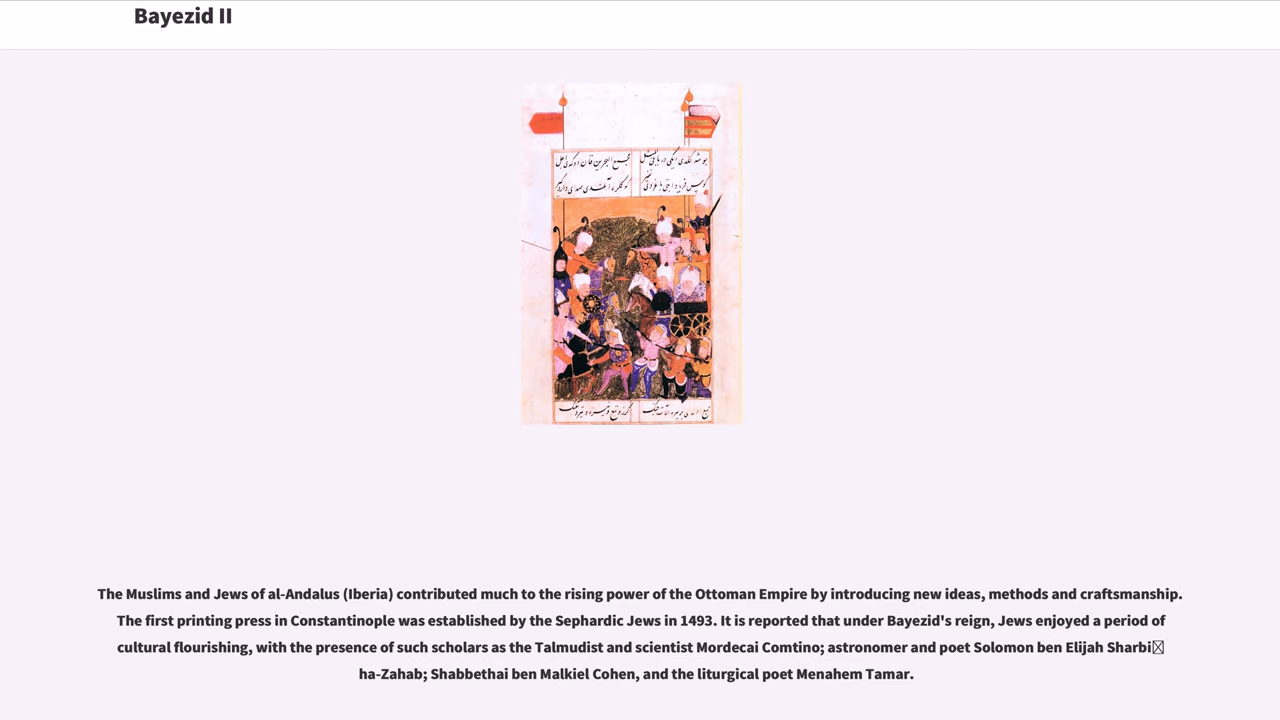 Bayezid II
The Muslims and Jews of al-Andalus (Iberia) contributed much to the rising power of the Ottoman Empire by introducing new ideas, methods and craftsmanship.
The first printing press in Constantinople was established by the Sephardic Jews in 1493. It is reported that under Bayezid's reign, Jews enjoyed a period of
cultural flourishing, with the presence of such scholars as the Talmudist and scientist Mordecai Comtino; astronomer and poet Solomon ben Elijah Sharbi
ha-Zahab; Shabbethai ben Malkiel Cohen, and the liturgical poet Menahem Tamar.